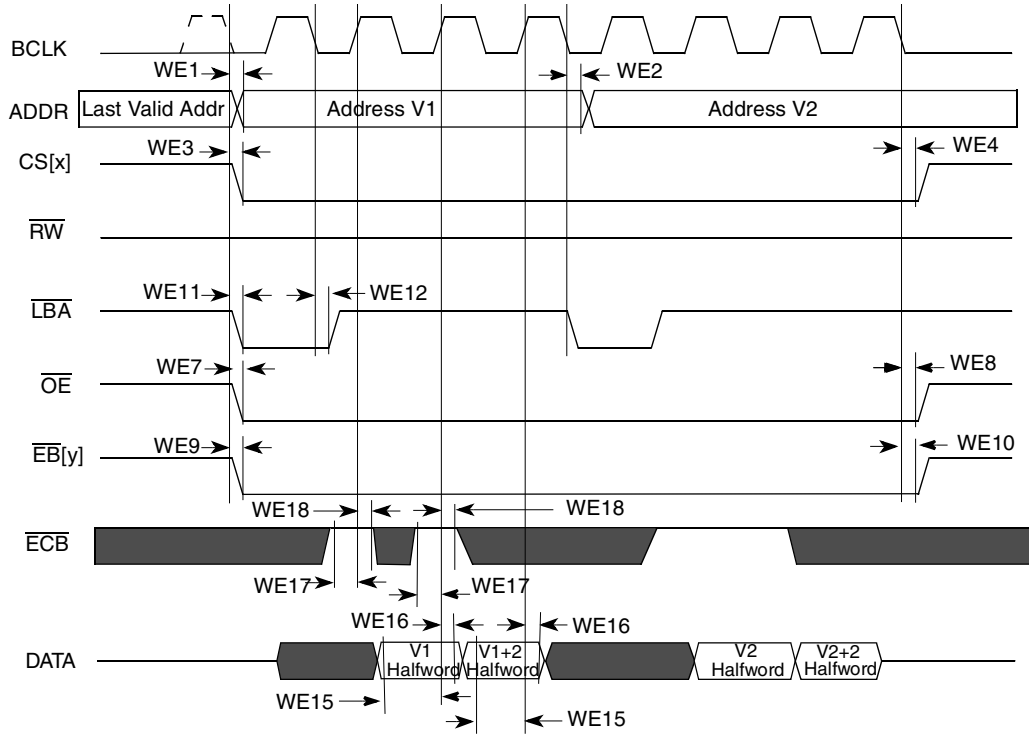 BCLK
WE1
WE2
ADDR
Last Valid Addr
Address V1
Address V2
WE3
WE4
CS[x]
RW
WE11
WE12
LBA
WE7
WE8
OE
WE9
WE10
EB[y]
WE18
WE18
ECB
WE17
WE17
WE16
WE16
DATA
V1
Halfword
V1+2
Halfword
V2
Halfword
V2+2
Halfword
WE15
WE15